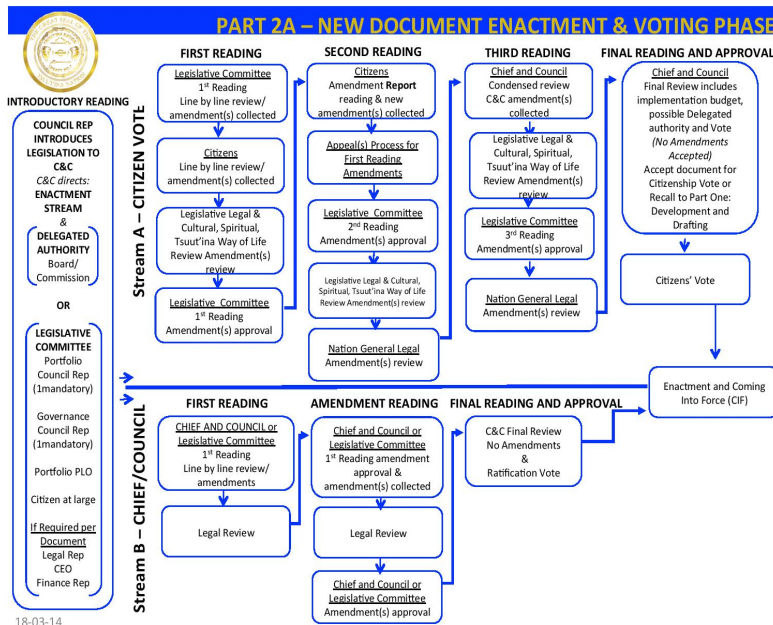 PART 2A – NEW DOCUMENT ENACTMENT & VOTING PHASE
INTRODUCTORY READING
COUNCIL REP
INTRODUCES
LEGISLATION TO
C&C
C&C directs:
ENACTMENT
STREAM
&
DELEGATED
AUTHORITY
Board/
Commission
OR
LEGISLATIVE
COMMITTEE
Portfolio
Council Rep
(1mandatory)
Governance
Council Rep
(1mandatory)
Portfolio PLO
Citizen at large
If Required per
Document
Legal Rep
CEO
Finance Rep
18-03-14
Stream A – CITIZEN VOTE
FIRST READING
Legislative Committee
1st Reading
Line by line review/
amendment(s) collected
Citizens
Line by line review/
amendment(s) collected
Legislative Legal &
Cultural, Spiritual,
Tsuut'ina Way of Life
Review Amendment(s)
review
Legislative Committee
1st Reading
Amendment(s) approval
SECOND READING
Citizens
Amendment Report
reading & new
amendment(s) collected
Appeal(s) Process for
First Reading
Amendments
Legislative Committee
2nd Reading
Amendment(s) approval
Legislative Legal & Cultural,
Spiritual, Tsuut'ina Way of Life
Review Amendment(s) review
Nation General Legal
Amendment(s) review
THIRD READING
Chief and Council
Condensed review
C&C amendment(s)
collected
Legislative Legal &
Cultural, Spiritual,
Tsuut'ina Way of Life
Review Amendment(s)
review
Legislative Committee
3rd Reading
Amendment(s) approval
Nation General Legal
Amendment(s) review
FINAL READING AND APPROVAL
Chief and Council
Final Review includes
implementation budget,
possible Delegated
authority and Vote
(No Amendments
Accepted)
Accept document for
Citizenship Vote or
Recall to Part One:
Development and
Drafting
Citizens' Vote
Enactment and Coming
Into Force (CIF)
Stream B – CHIEF/COUNCIL
FIRST READING
CHIEF AND COUNCIL or
Legislative Committee
1st Reading
Line by line review/
amendments
Legal Review
AMENDMENT READING
Chief and Council or
Legislative Committee
1st Reading amendment
approval &
amendment(s) collected
Legal Review
Chief and Council or
Legislative Committee
Amendment(s) approval
FINAL READING AND APPROVAL
C&C Final Review
No Amendments
&
Ratification Vote